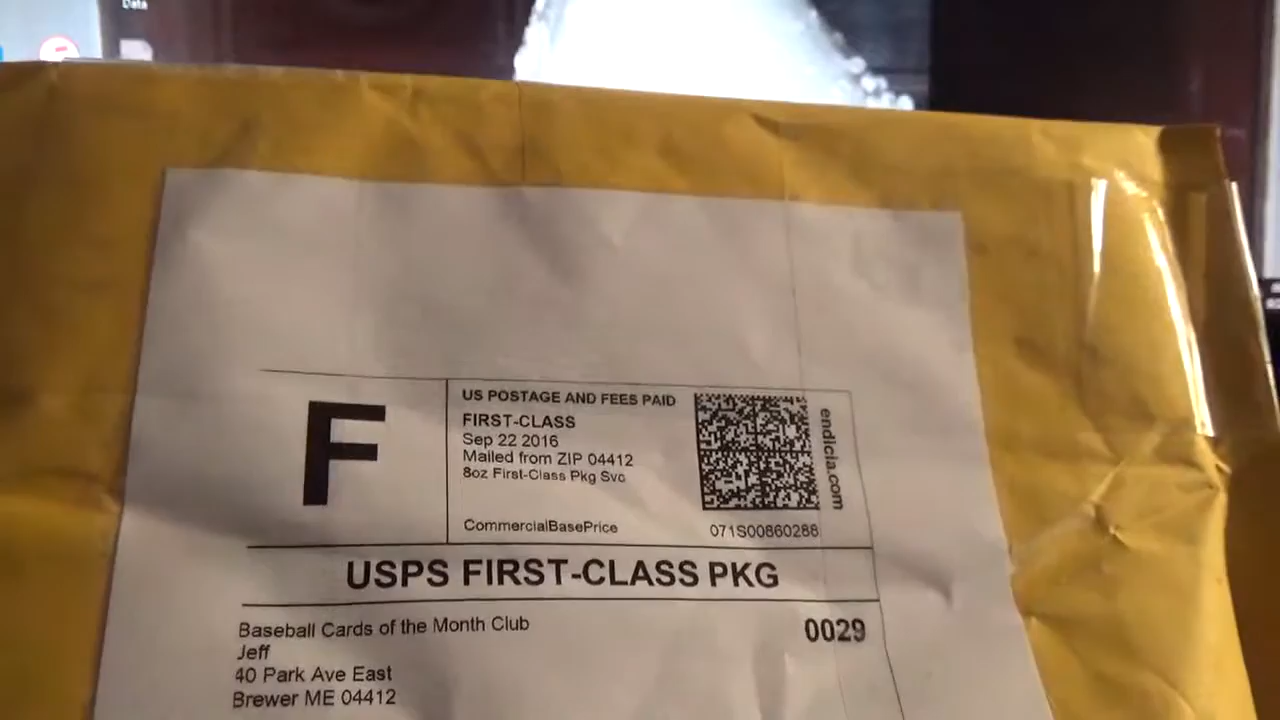 Data
F
US POSTAGE AND FEES PAID
FIRST-CLASS
Sep 22 2016
Mailed from ZIP 04412
8oz First-Class Pkg Svc
CommercialBasePrice
endicia.com
071S00860288
USPS FIRST-CLASS PKG
Baseball Cards of the Month Club
0029
Jeff
40 Park Ave East
Brewer ME 04412